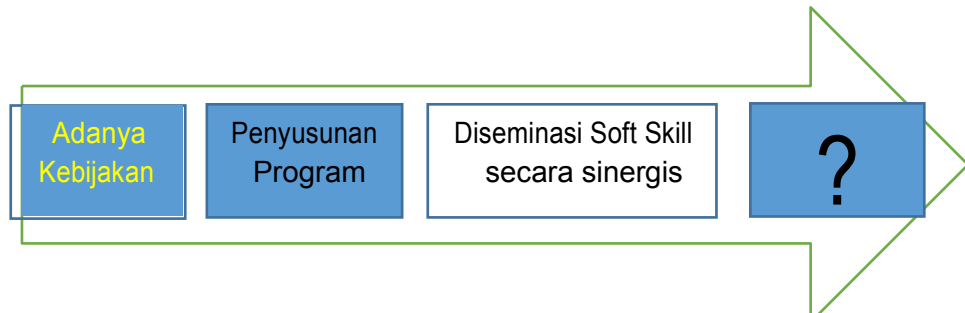 Adanya
Kebijakan
Penyusunan
Program
Diseminasi Soft Skill
secara sinergis
?